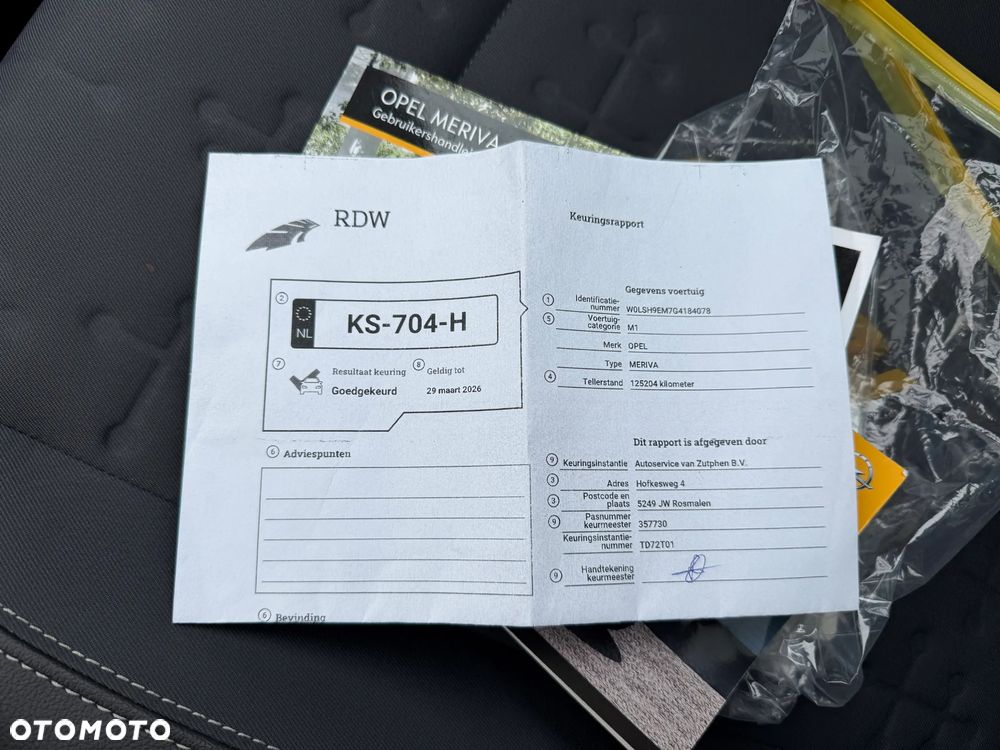 OPEL MERIVA
RDW
Keuringsrapport
2
NL
KS-704-H
7
Resultaat keuring
Goedgekeurd
8
Geldig tot
29 maart 2026
6 Adviespunten
6 Bevinding
Gegevens voertuig
1 Identificatie-
nummer W0LSH9EM7G4184078
5 Voertuig-
categorie M1
Merk OPEL
Type MERIVA
4 Tellerstand 125204 kilometer
Dit rapport is afgegeven door
9 Keuringsinstantie Autoservice van Zutphen B.V.
3 Adres Hofkesweg 4
3 Postcode en
plaats 5249 JW Rosmalen
9 Pasnummer
keurmeester 357730
Keuringsinstantie-
nummer TD72T01
9 Handtekening
keurmeester
OTOMOTO